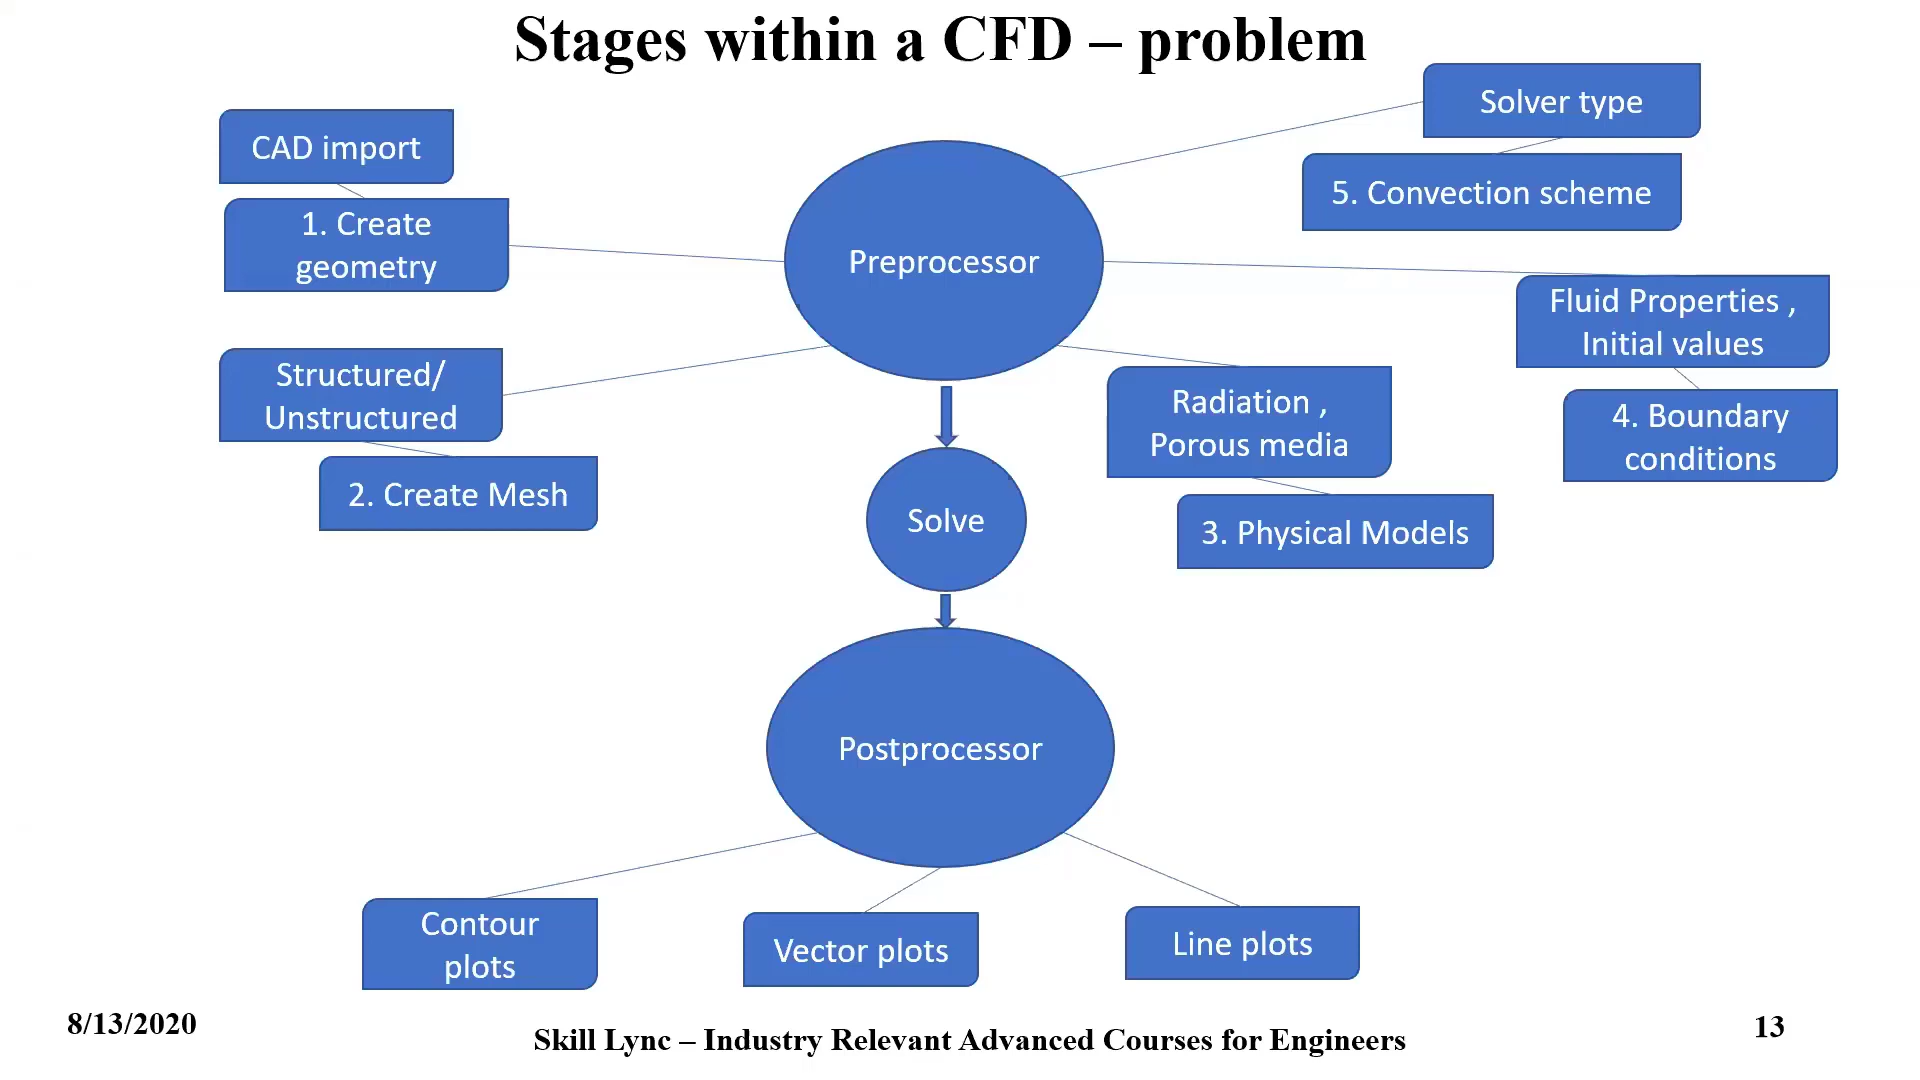 Stages within a CFD – problem
CAD import
1. Create
geometry
Structured/
Unstructured
2. Create Mesh
Preprocessor
Solver type
5. Convection scheme
Fluid Properties ,
Initial values
4. Boundary
conditions
Radiation ,
Porous media
3. Physical Models
Solve
Postprocessor
Contour
plots
Vector plots
Line plots
8/13/2020
Skill Lync – Industry Relevant Advanced Courses for Engineers
13